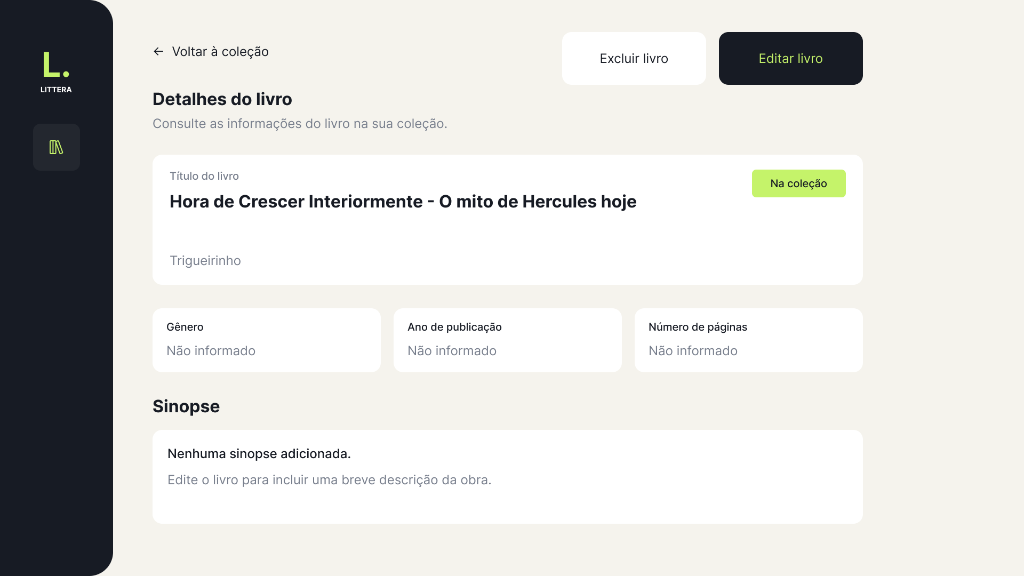 L.
LITTERA
← Voltar à coleção
Excluir livro
Editar livro
Detalhes do livro
Consulte as informações do livro na sua coleção.
Título do livro
Na coleção
Hora de Crescer Interiormente - O mito de Hercules hoje
Trigueirinho
Gênero
Não informado
Ano de publicação
Não informado
Número de páginas
Não informado
Sinopse
Nenhuma sinopse adicionada.
Edite o livro para incluir uma breve descrição da obra.